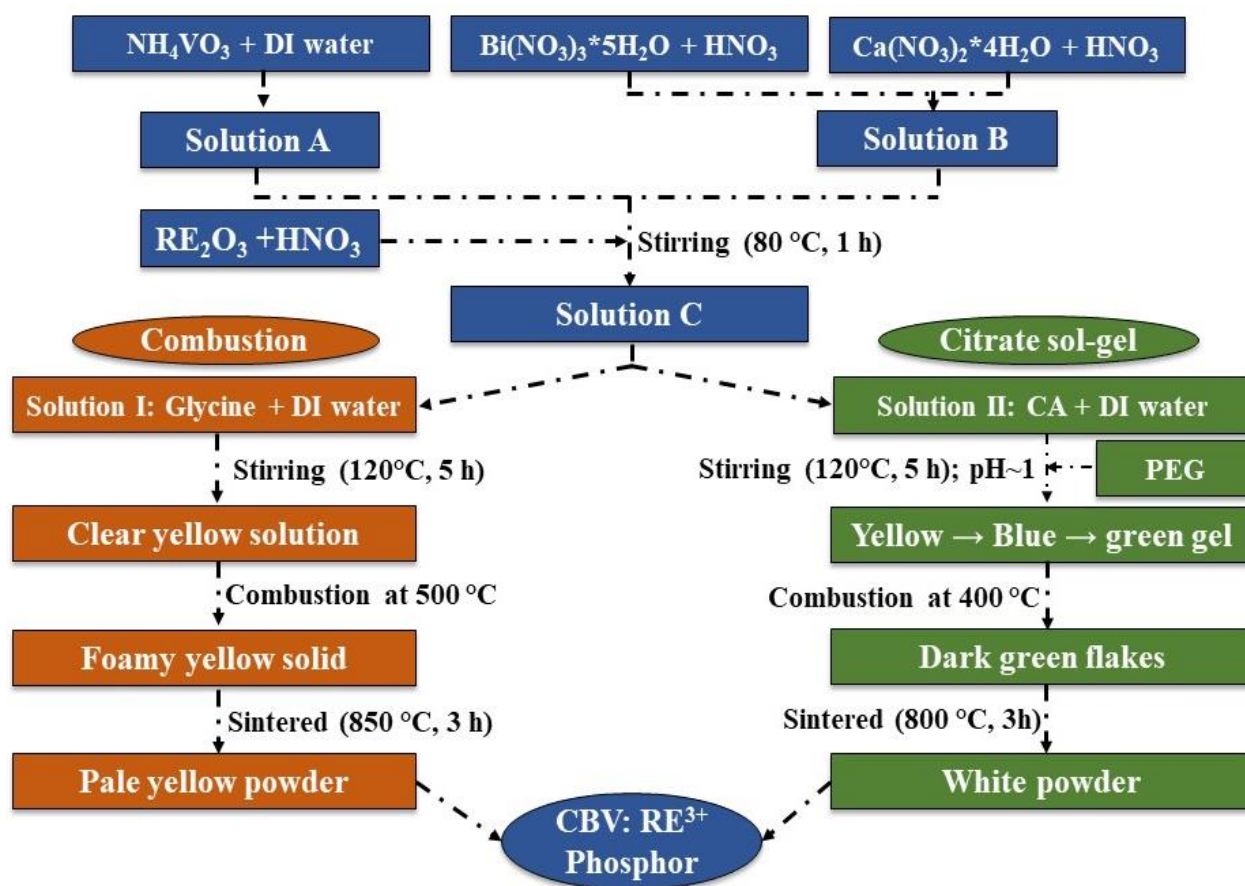 NH₄VO₃ + DI water
Bi(NO₃)₃*5H₂O + HNO₃
Ca(NO₃)₂*4H₂O + HNO₃
Solution A
Solution B
RE₂O₃ +HNO₃
Stirring (80 °C, 1 h)
Solution C
Combustion
Citrate sol-gel
Solution I: Glycine + DI water
Solution II: CA + DI water
Stirring (120°C, 5 h)
Stirring (120°C, 5 h); pH~1
PEG
Clear yellow solution
Yellow → Blue → green gel
Combustion at 500 °C
Combustion at 400 °C
Foamy yellow solid
Dark green flakes
Sintered (850 °C, 3 h)
Sintered (800 °C, 3h)
Pale yellow powder
White powder
CBV: RE³⁺
Phosphor